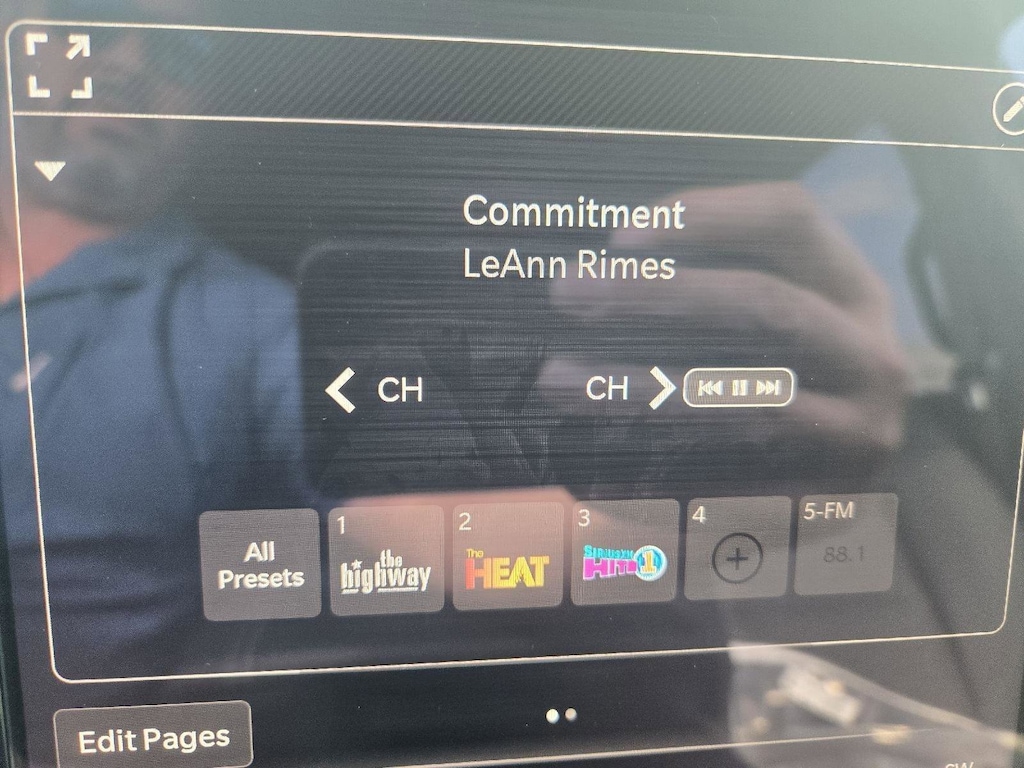 Commitment
LeAnn Rimes
CH
CH
All
Presets
1
the
highway
2
The
HEAT
3
SIRIUSXM
HITS 1
4
5-FM
88.1
Edit Pages